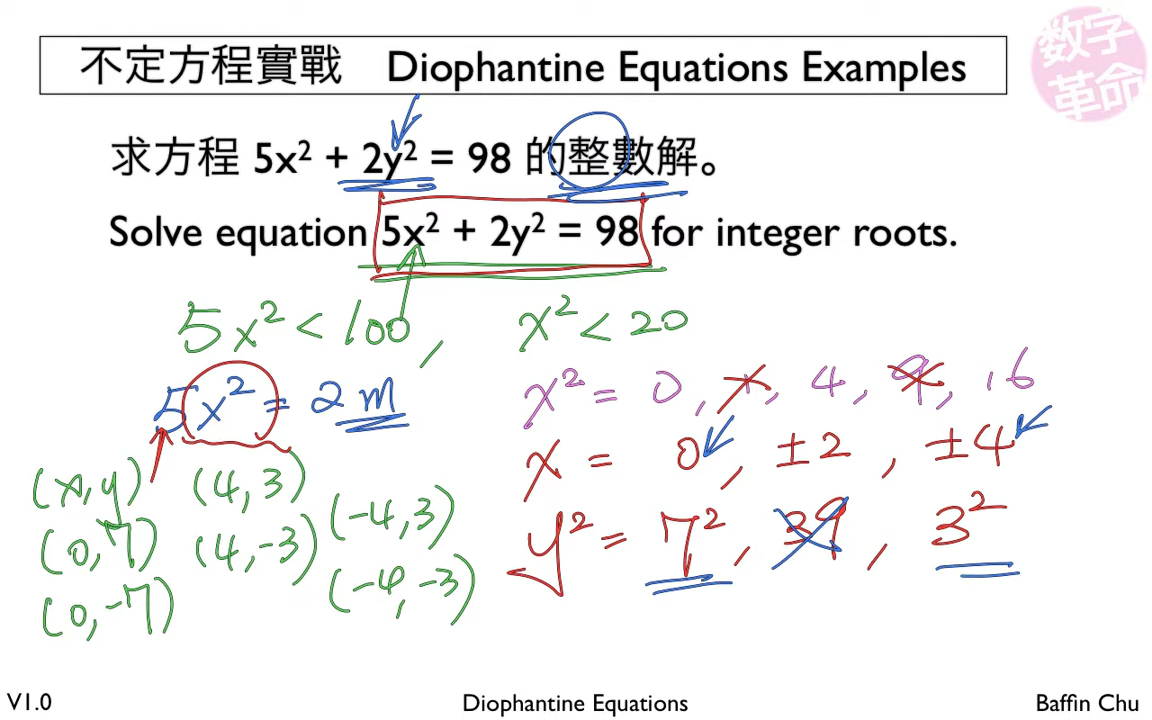 不定方程實戰 Diophantine Equations Examples
数字
革命
求方程 5x² + 2y² = 98 的整數解。
Solve equation 5x² + 2y² = 98 for integer roots.
5x² < 100, x² < 20
5x² = 2m
x² = 0, 1, 4, 9, 16
x = 0, ±2, ±4
y² = 7², 39, 3²
(x,y) (4,3) (-4,3)
(0,7) (4,-3) (-4,-3)
(0,-7)
V1.0 Diophantine Equations Baffin Chu